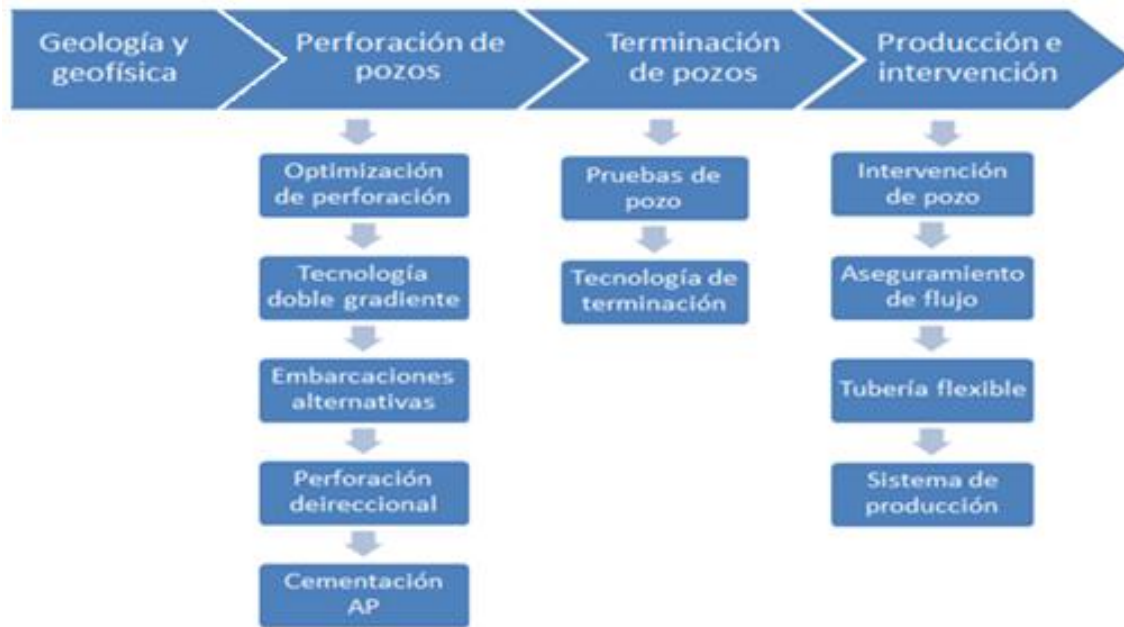 Geología y
geofísica
Perforación de
pozos
Terminación
de pozos
Producción e
intervención
Optimización
de perforación
Tecnología
doble gradiente
Embarcaciones
alternativas
Perforación
deireccional
Cementación
AP
Pruebas de
pozo
Tecnología de
terminación
Intervención
de pozo
Aseguramiento
de flujo
Tubería flexible
Sistema de
producción